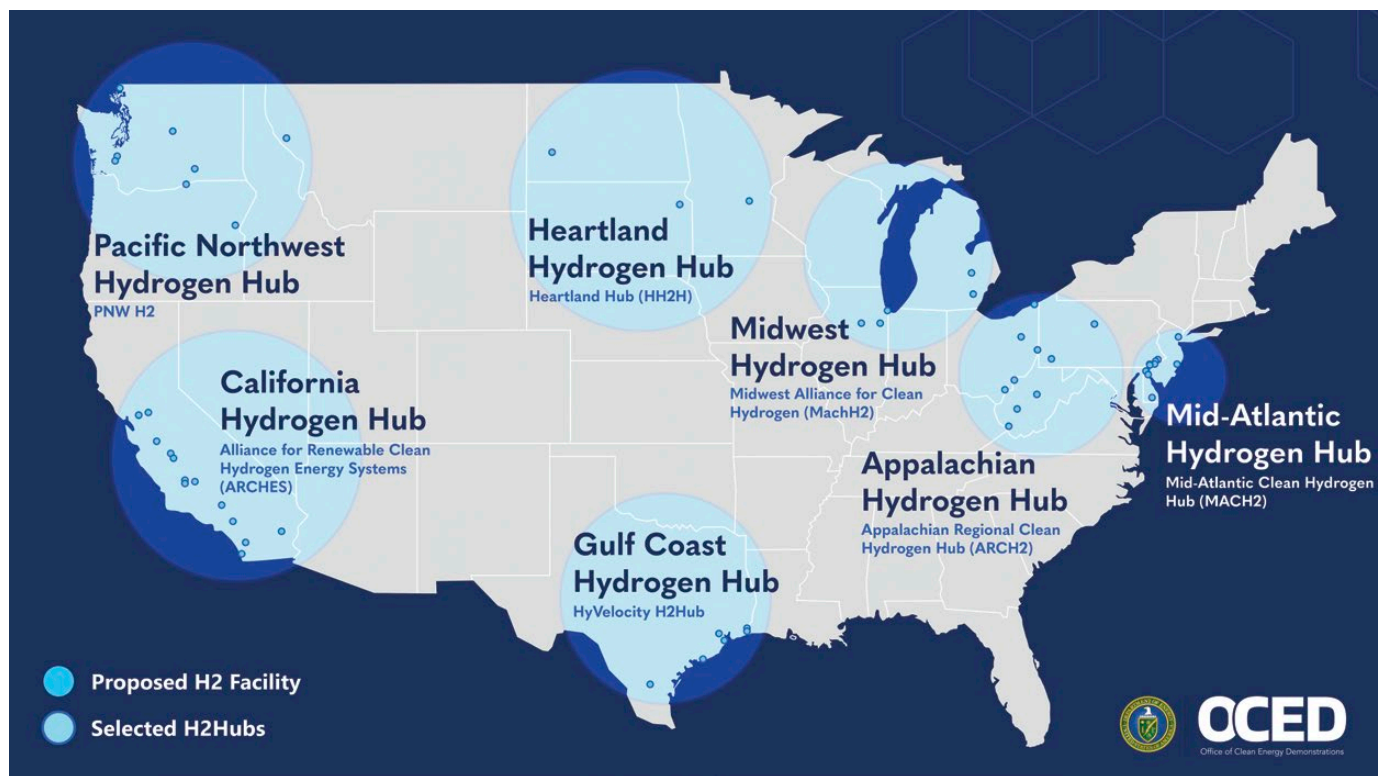 Pacific Northwest
Hydrogen Hub
PNW H2
Heartland
Hydrogen Hub
Heartland Hub (HH2H)
Midwest
Hydrogen Hub
Midwest Alliance for Clean
Hydrogen (MachH2)
California
Hydrogen Hub
Alliance for Renewable Clean
Hydrogen Energy Systems
(ARCHES)
Appalachian
Hydrogen Hub
Appalachian Regional Clean
Hydrogen Hub (ARCH2)
Mid-Atlantic
Hydrogen Hub
Mid-Atlantic Clean Hydrogen
Hub (MACH2)
Gulf Coast
Hydrogen Hub
HyVelocity H2Hub
Proposed H2 Facility
Selected H2Hubs
OCED
Office of Clean Energy Demonstrations